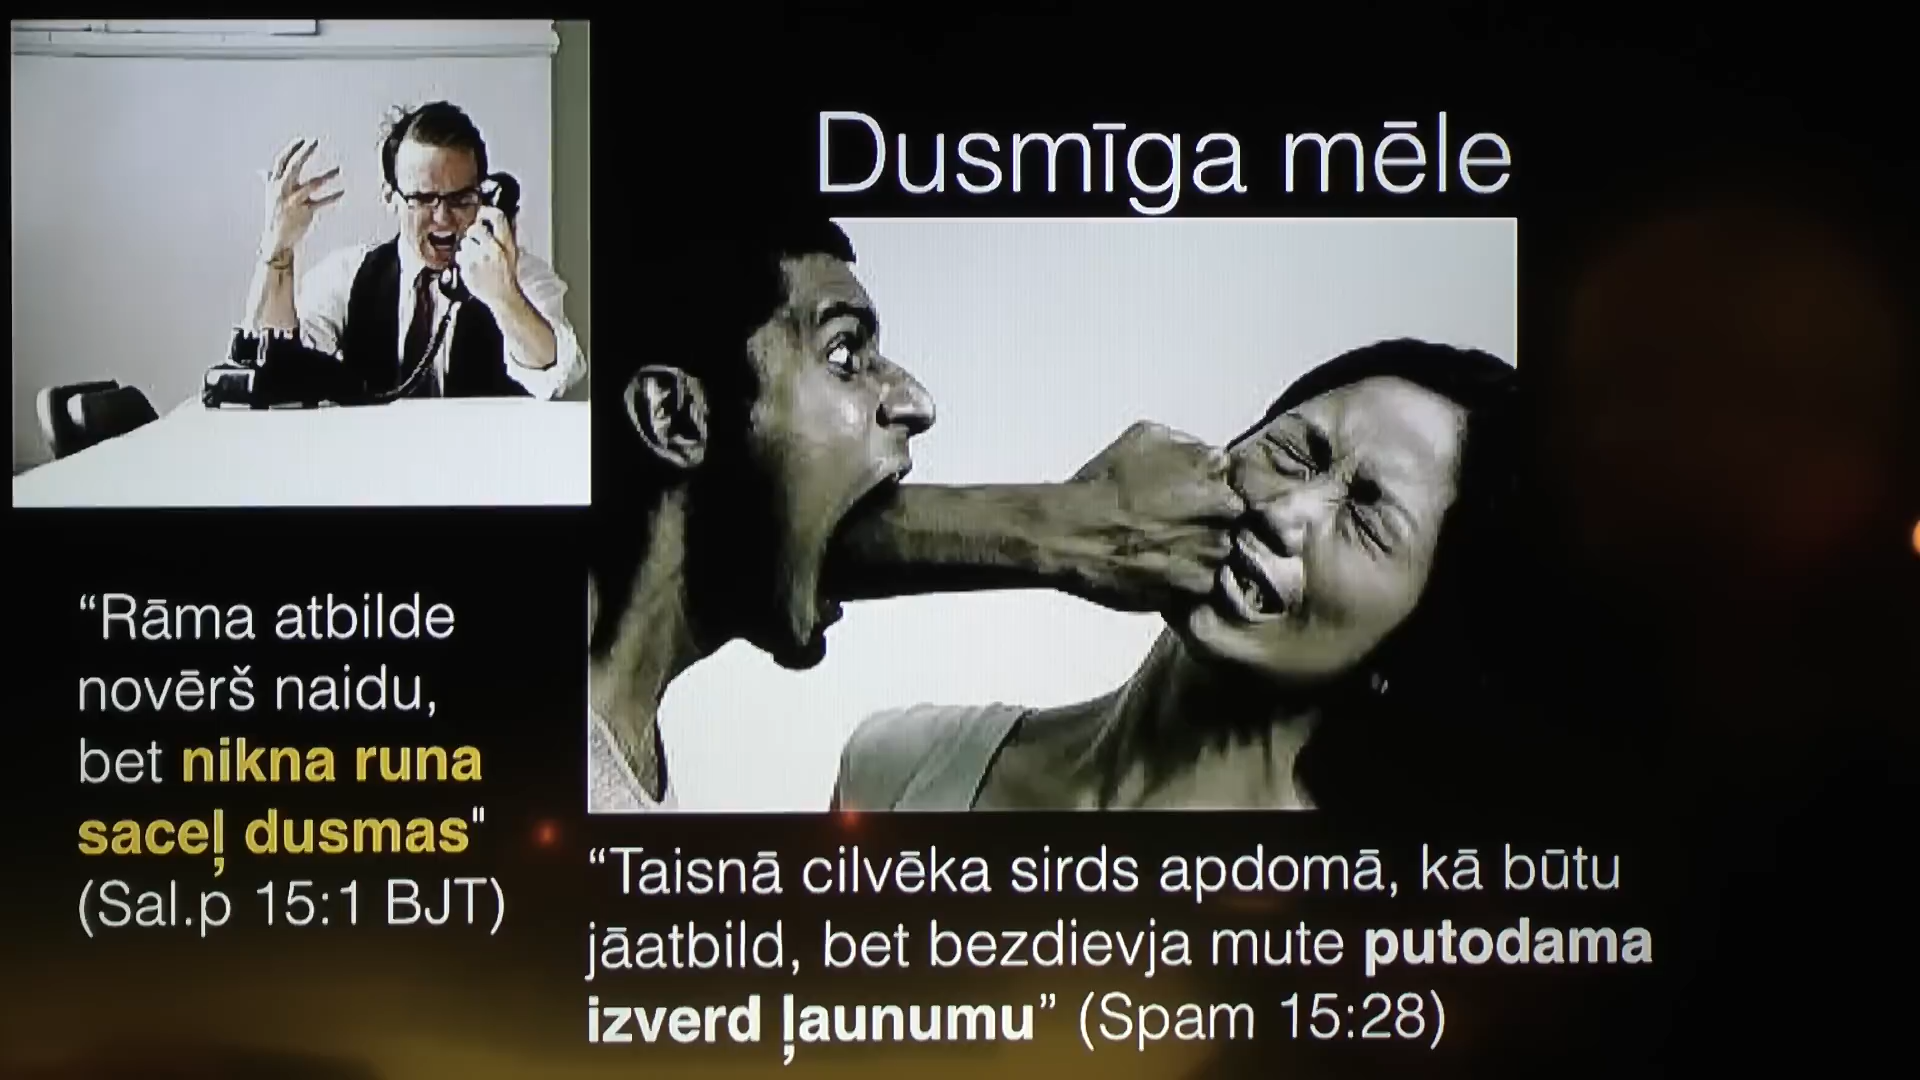 Dusmīga mēle
“Rāma atbilde
novērš naidu,
bet nikna runa
saceļ dusmas"
(Sal.p 15:1 BJT)
“Taisnā cilvēka sirds apdomā, kā būtu
jāatbild, bet bezdievja mute putodama
izverd ļaunumu” (Spam 15:28)